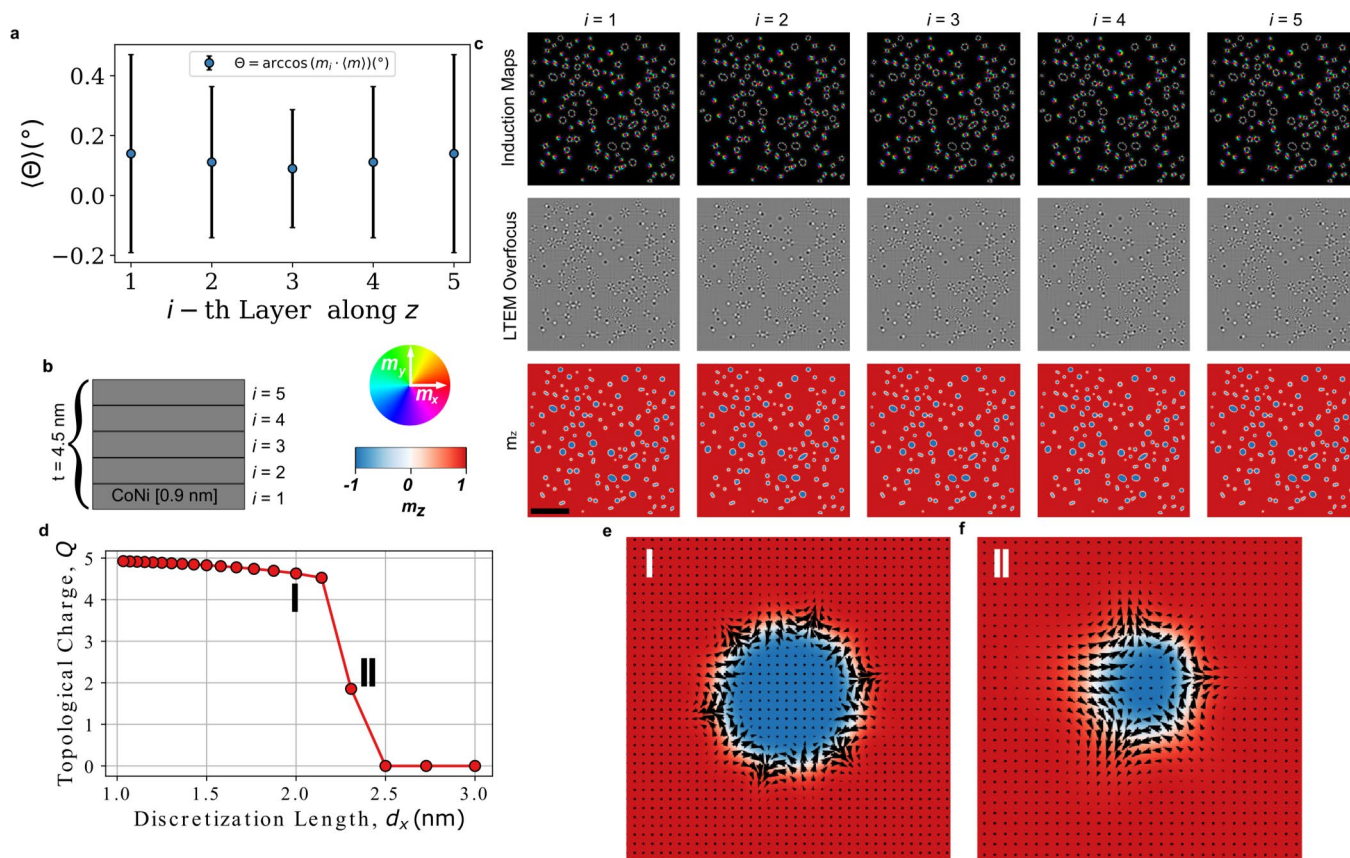 a
0.4
0.2
0.0
−0.2
⟨Θ⟩(°)
Θ = arccos (mᵢ · ⟨m⟩)(°)
1 2 3 4 5
i − th Layer along z
b
t = 4.5 nm
i = 5
i = 4
i = 3
i = 2
i = 1
CoNi [0.9 nm]
m_y
m_x
-1 0 1
m_z
c
i = 1 i = 2 i = 3 i = 4 i = 5
Induction Maps
LTEM Overfocus
m_z
d
5
4
3
2
1
0
Topological Charge, Q
I
II
1.0 1.5 2.0 2.5 3.0
Discretization Length, d_x (nm)
e
I
f
II